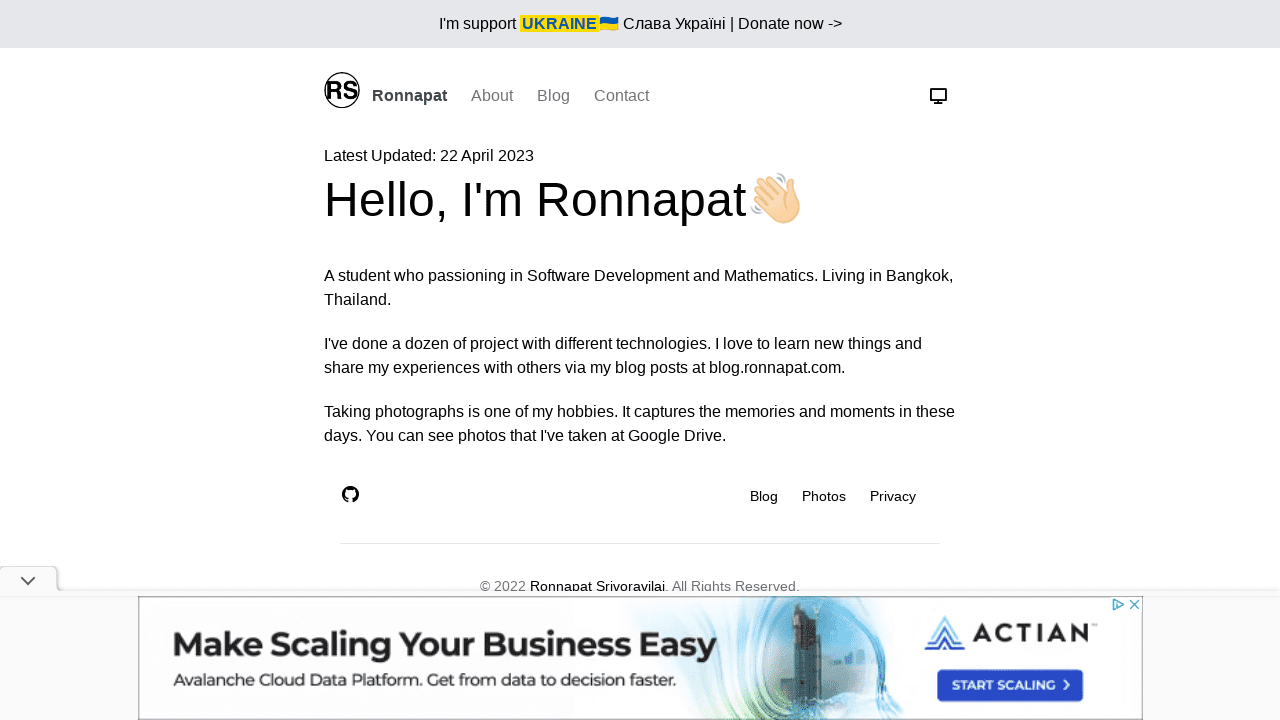 I'm support UKRAINE🇺🇦 Слава Україні | Donate now ->
RS Ronnapat About Blog Contact
Latest Updated: 22 April 2023
Hello, I'm Ronnapat👋🏻
A student who passioning in Software Development and Mathematics. Living in Bangkok,
Thailand.
I've done a dozen of project with different technologies. I love to learn new things and
share my experiences with others via my blog posts at blog.ronnapat.com.
Taking photographs is one of my hobbies. It captures the memories and moments in these
days. You can see photos that I've taken at Google Drive.
Blog Photos Privacy
© 2022 Ronnapat Srivoravilai. All Rights Reserved.
Make Scaling Your Business Easy
Avalanche Cloud Data Platform. Get from data to decision faster.
ACTIAN™
START SCALING >